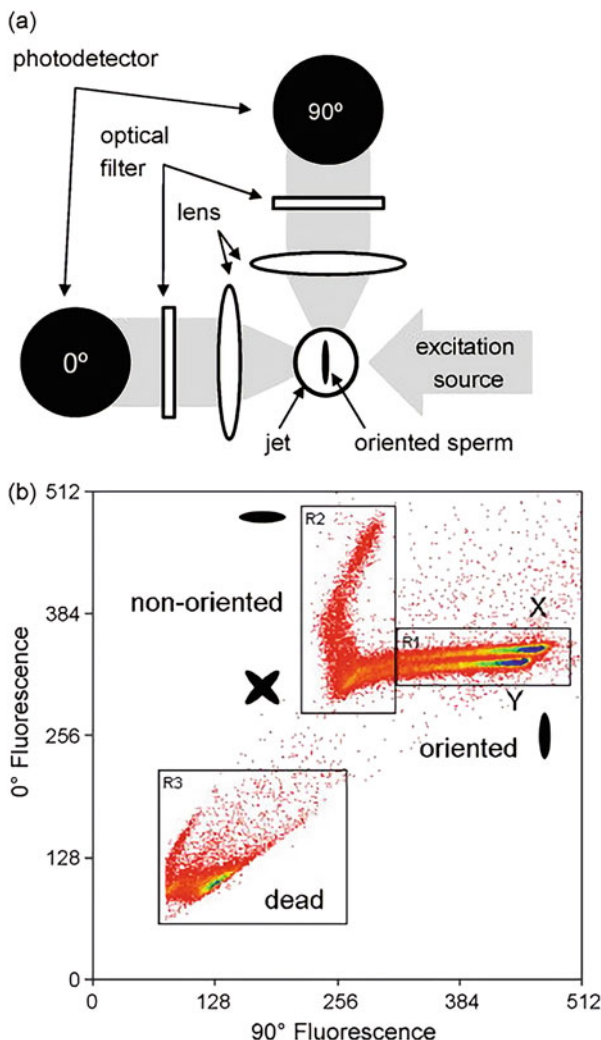 (a)
photodetector
90º
optical
filter
lens
0º
excitation
source
jet
oriented sperm
(b)
512
R2
non-oriented
384
X
R1
Y
256
oriented
R3
128
dead
0
0 128 256 384 512
0° Fluorescence
90° Fluorescence